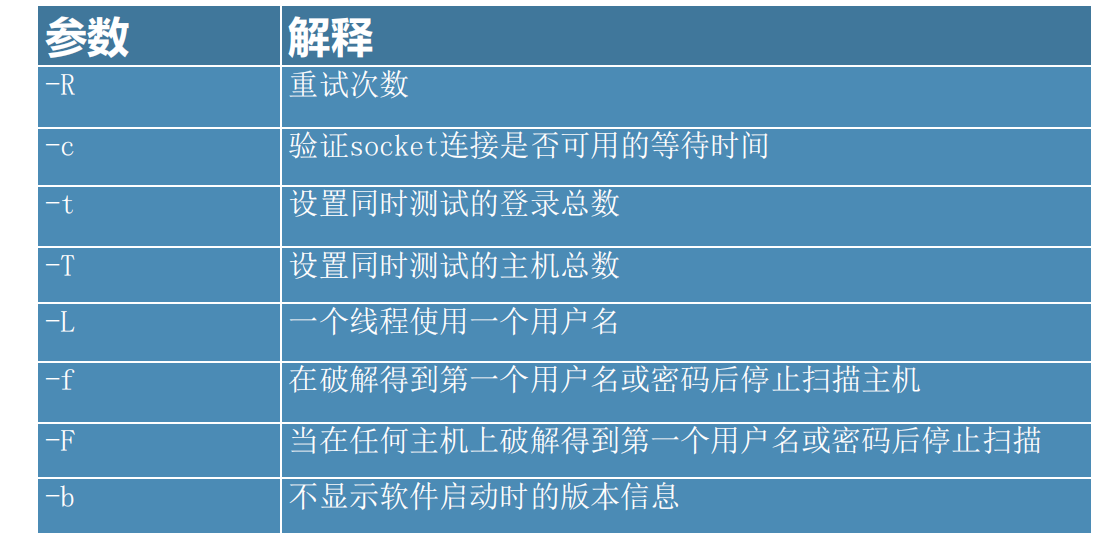 参数 解释
-R 重试次数
-c 验证socket连接是否可用的等待时间
-t 设置同时测试的登录总数
-T 设置同时测试的主机总数
-L 一个线程使用一个用户名
-f 在破解得到第一个用户名或密码后停止扫描主机
-F 当在任何主机上破解得到第一个用户名或密码后停止扫描
-b 不显示软件启动时的版本信息